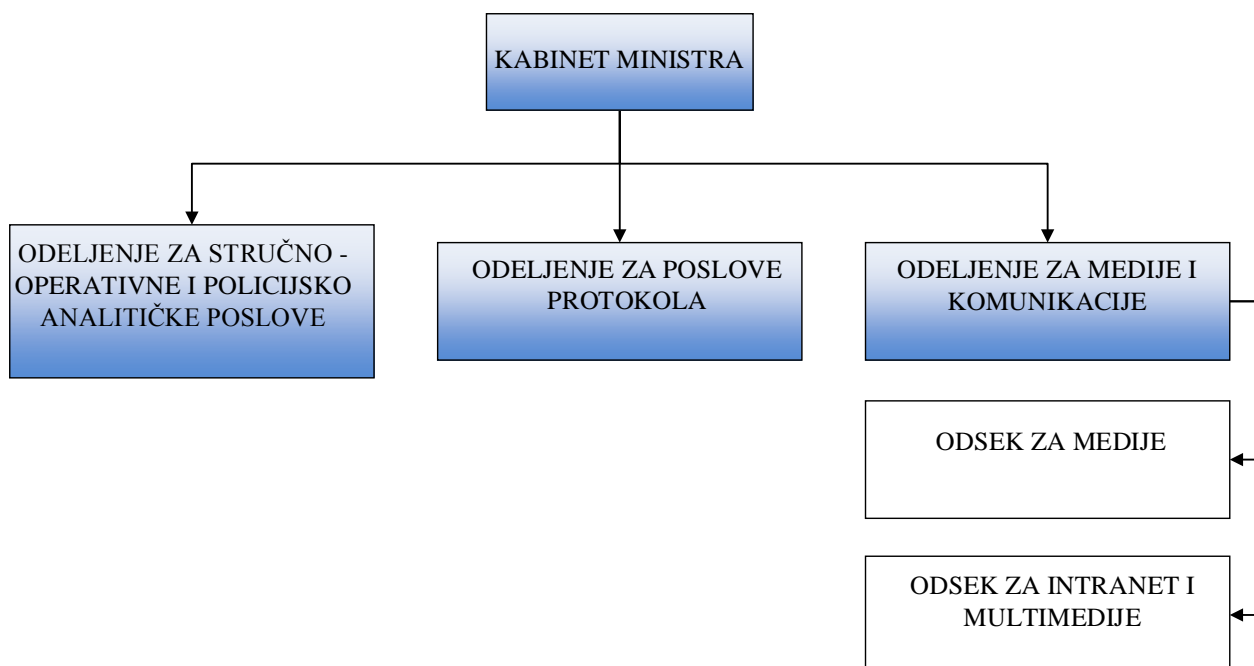 KABINET MINISTRA
ODELJENJE ZA STRUČNO -
OPERATIVNE I POLICIJSKO
ANALITIČKE POSLOVE
ODELJENJE ZA POSLOVE
PROTOKOLA
ODELJENJE ZA MEDIJE I
KOMUNIKACIJE
ODSEK ZA MEDIJE
ODSEK ZA INTRANET I
MULTIMEDIJE